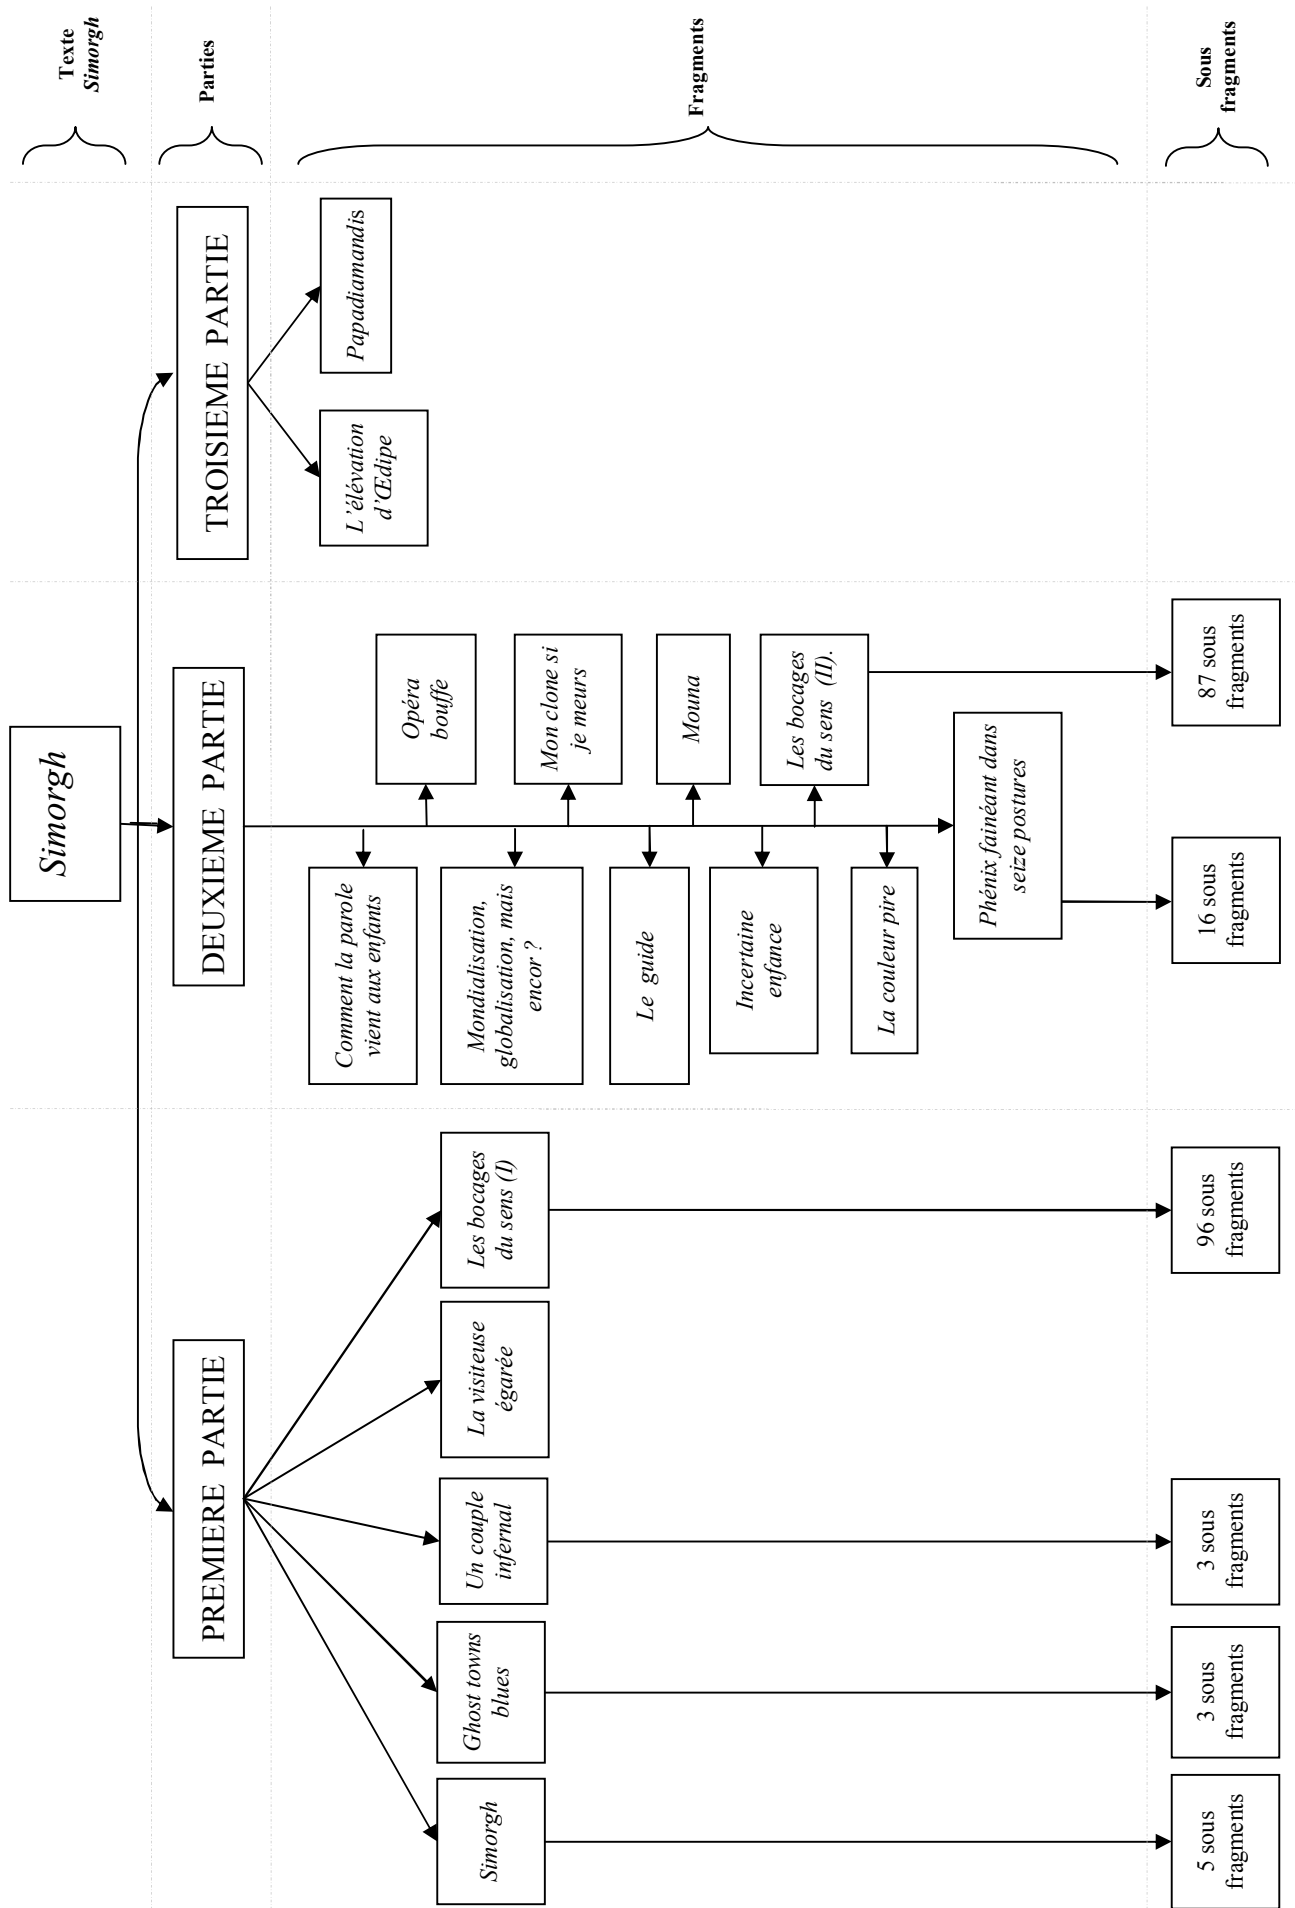 Simorgh
Texte
Simorgh
PREMIERE PARTIE
DEUXIEME PARTIE
TROISIEME PARTIE
Parties
Simorgh
Ghost towns
blues
Un couple
infernal
La visiteuse
égarée
Les bocages
du sens (I)
Comment la parole
vient aux enfants
Opéra
bouffe
Mondialisation,
globalisation, mais
encor ?
Mon clone si
je meurs
Le guide
Mouna
Incertaine
enfance
Les bocages
du sens (II).
La couleur pire
Phénix fainéant dans
seize postures
L'élévation
d'Œdipe
Papadiamandis
Fragments
5 sous
fragments
3 sous
fragments
3 sous
fragments
96 sous
fragments
16 sous
fragments
87 sous
fragments
Sous
fragments